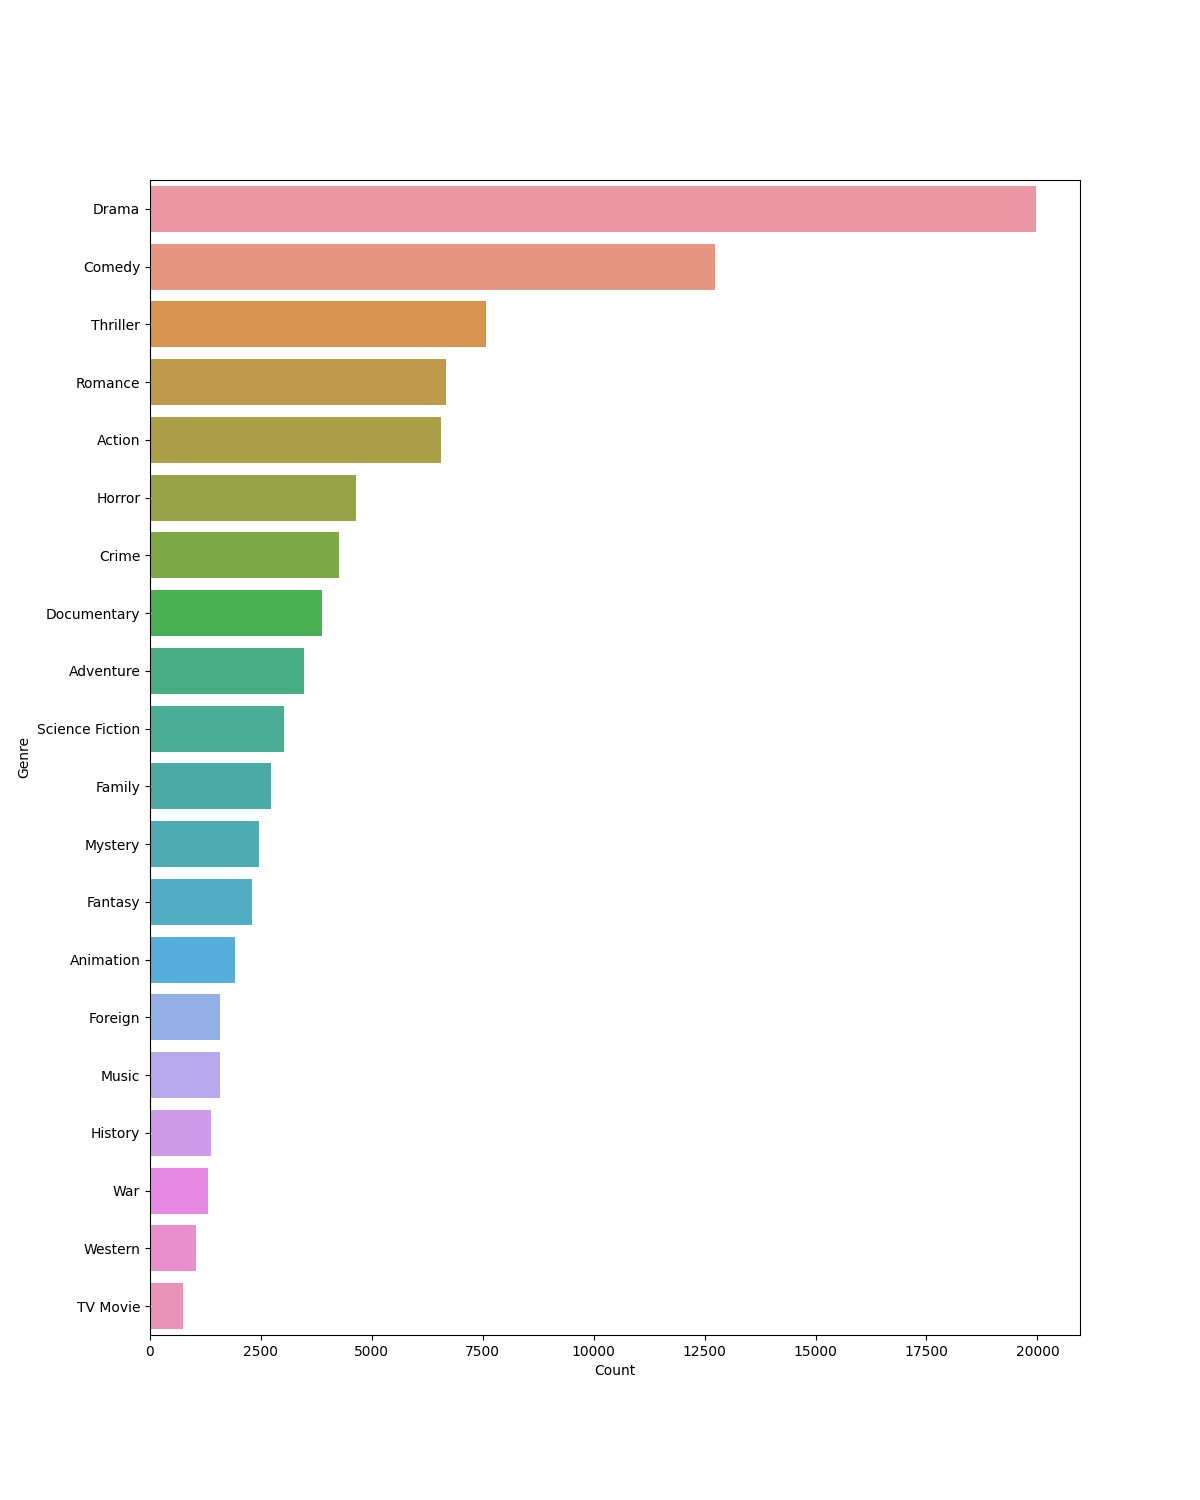 Drama
Comedy
Thriller
Romance
Action
Horror
Crime
Documentary
Adventure
Science Fiction
Family
Mystery
Fantasy
Animation
Foreign
Music
History
War
Western
TV Movie
Genre
0 2500 5000 7500 10000 12500 15000 17500 20000
Count